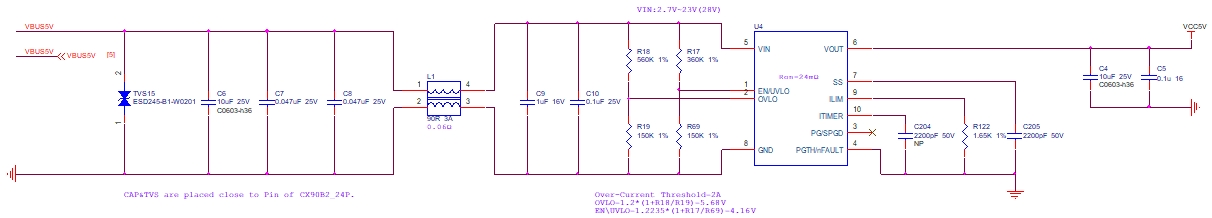 VIN:2.7V~23V(28V)
VBUS5V
VBUS5V
VBUS5V
[5]
U4
VCC5V
5
VIN
VOUT
6
R18
560K 1%
R17
360K 1%
Ron=24mΩ
2
TVS15
ESD245-B1-W0201
1
C6
10uF 25V
C0603-h36
C7
0.047uF 25V
C8
0.047uF 25V
L1
1
4
2
3
90R 3A
0.06Ω
C9
1uF 16V
C10
0.1uF 25V
1
EN/UVLO
2
OVLO
SS
7
ILIM
9
ITIMER
10
PG/SPGD
3
PGTH/nFAULT
4
8
GND
R19
150K 1%
R69
150K 1%
C204
2200pF 50V
NP
R122
1.65K 1%
C205
2200pF 50V
C4
10uF 25V
C0603-h36
C5
0.1u 16
CAP&TVS are placed close to Pin of CX90B2_24P.
Over-Current Threshold-2A
OVLO-1.2*(1+R18/R19)-5.68V
EN\UVLO-1.2235*(1+R17/R69)-4.16V